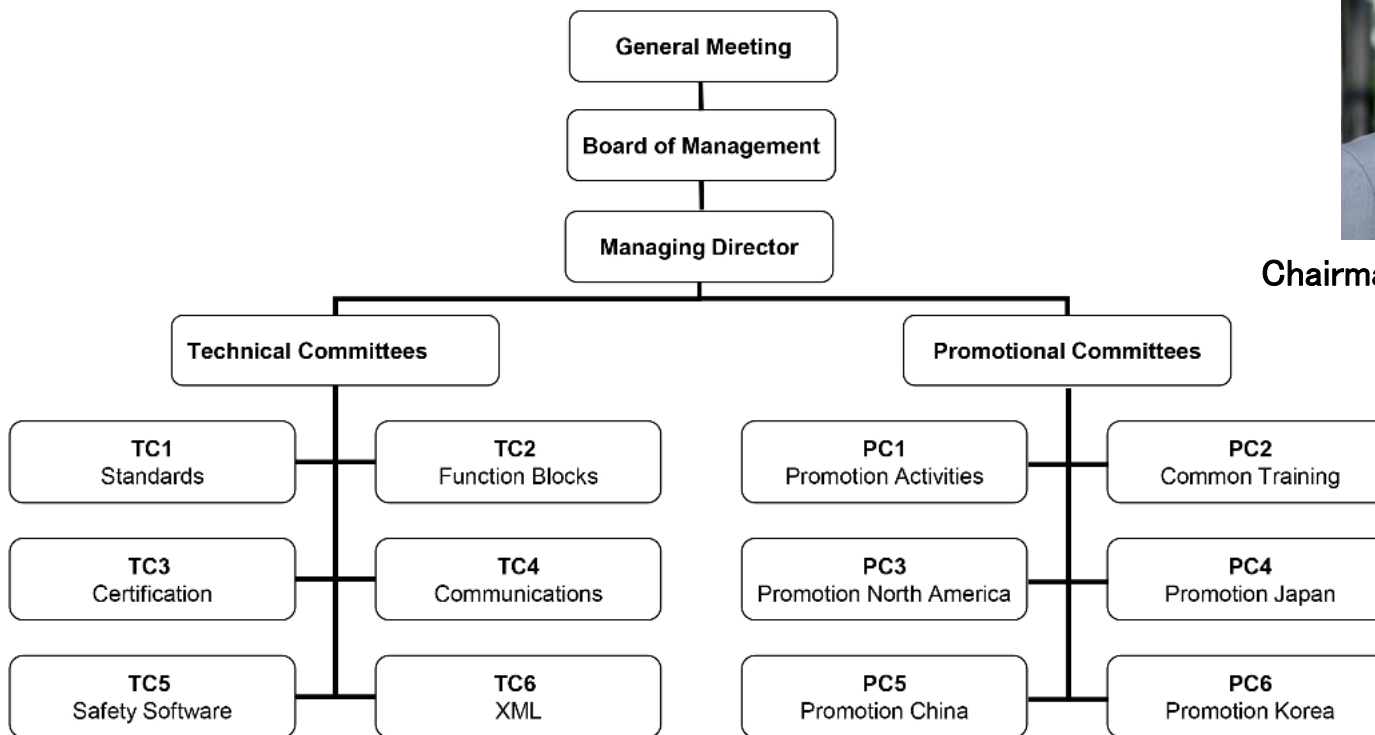 General Meeting
Board of Management
Managing Director
Chairma
Technical Committees
Promotional Committees
TC1
Standards
TC2
Function Blocks
PC1
Promotion Activities
PC2
Common Training
TC3
Certification
TC4
Communications
PC3
Promotion North America
PC4
Promotion Japan
TC5
Safety Software
TC6
XML
PC5
Promotion China
PC6
Promotion Korea